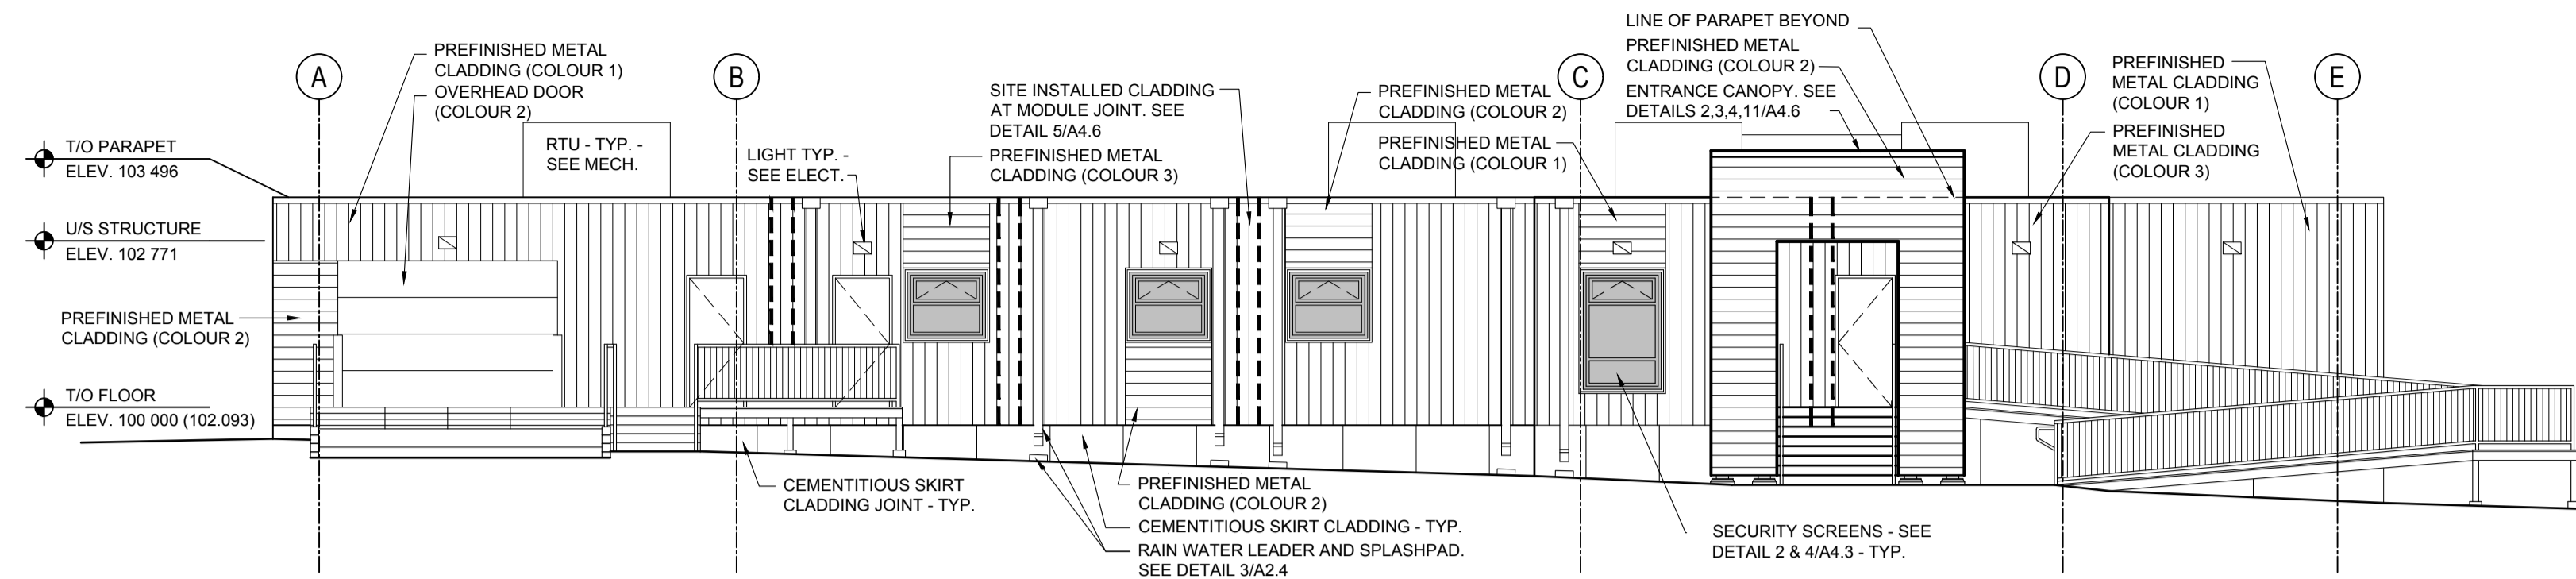 LINE OF PARAPET BEYOND
PREFINISHED METAL
CLADDING (COLOUR 2)
ENTRANCE CANOPY. SEE
DETAILS 2,3,4,11/A4.6
PREFINISHED METAL
CLADDING (COLOUR 1)
OVERHEAD DOOR
(COLOUR 2)
A
B
C
D
E
SITE INSTALLED CLADDING
AT MODULE JOINT. SEE
DETAIL 5/A4.6
PREFINISHED METAL
CLADDING (COLOUR 3)
PREFINISHED METAL
CLADDING (COLOUR 2)
PREFINISHED METAL
CLADDING (COLOUR 1)
PREFINISHED
METAL CLADDING
(COLOUR 1)
PREFINISHED
METAL CLADDING
(COLOUR 3)
RTU - TYP. -
SEE MECH.
LIGHT TYP. -
SEE ELECT.
T/O PARAPET
ELEV. 103 496
U/S STRUCTURE
ELEV. 102 771
PREFINISHED METAL
CLADDING (COLOUR 2)
T/O FLOOR
ELEV. 100 000 (102.093)
CEMENTITIOUS SKIRT
CLADDING JOINT - TYP.
PREFINISHED METAL
CLADDING (COLOUR 2)
CEMENTITIOUS SKIRT CLADDING - TYP.
RAIN WATER LEADER AND SPLASHPAD.
SEE DETAIL 3/A2.4
SECURITY SCREENS - SEE
DETAIL 2 & 4/A4.3 - TYP.